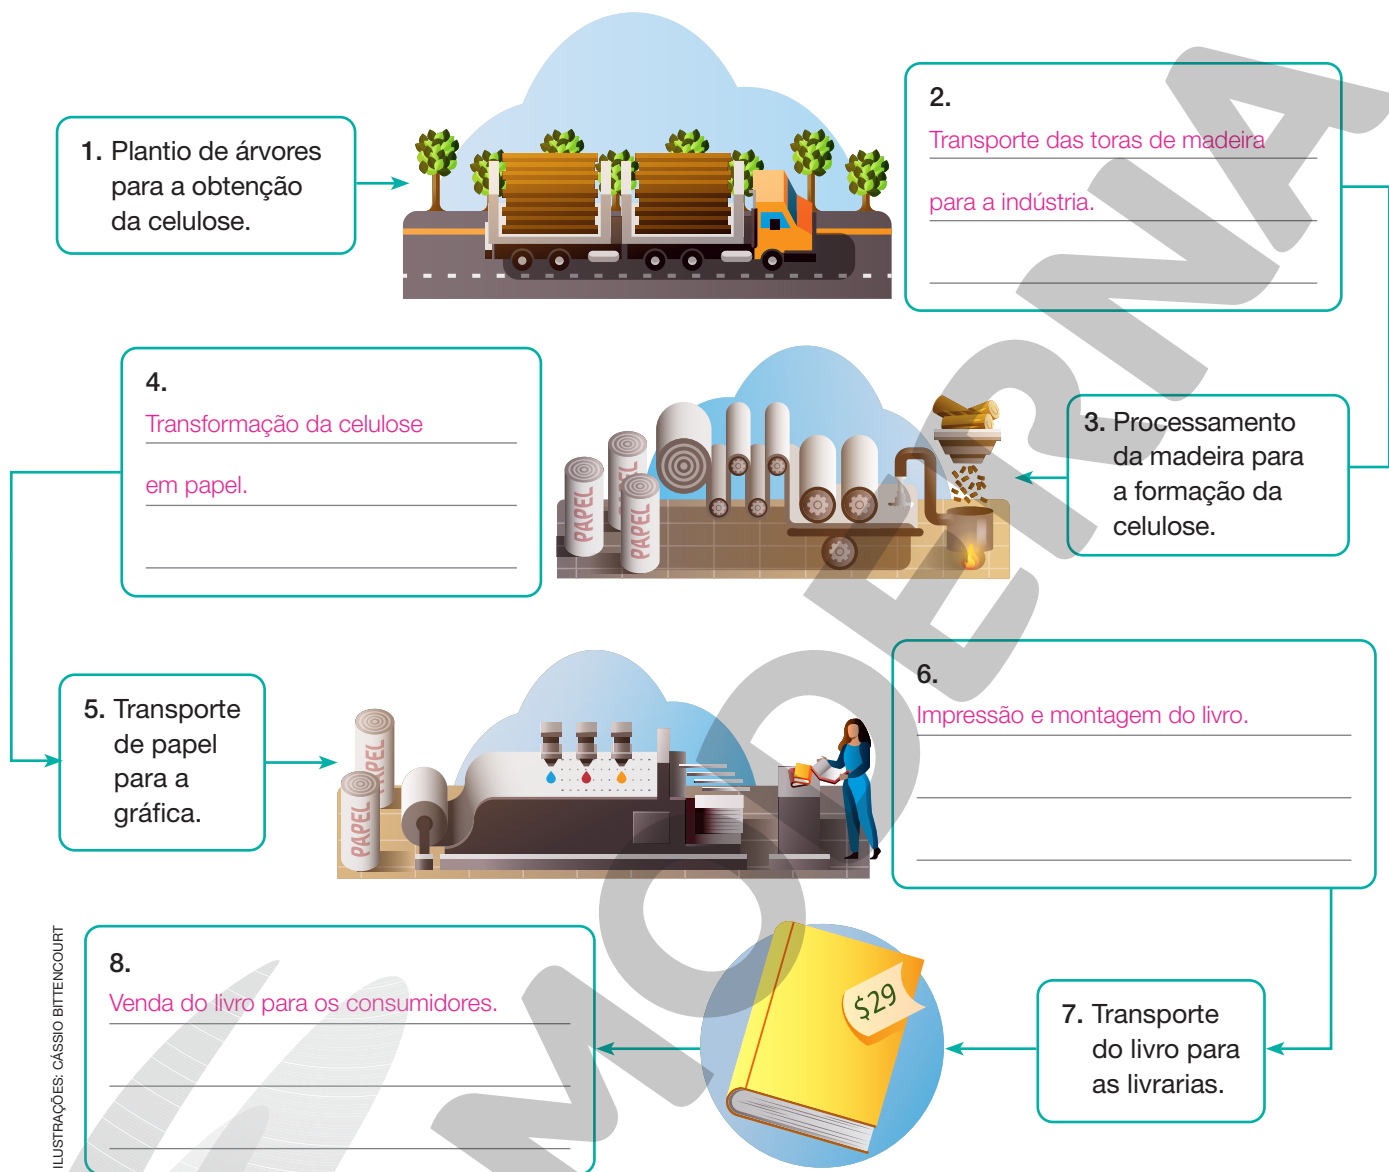 1. Plantio de árvores
para a obtenção
da celulose.
2.
Transporte das toras de madeira
para a indústria.
3. Processamento
da madeira para
a formação da
celulose.
4.
Transformação da celulose
em papel.
PAPEL
PAPEL
PAPEL
5. Transporte
de papel
para a
gráfica.
PAPEL
PAPEL
6.
Impressão e montagem do livro.
7. Transporte
do livro para
as livrarias.
$29
8.
Venda do livro para os consumidores.
ILUSTRAÇÕES: CÁSSIO BITTENCOURT
MODERNA